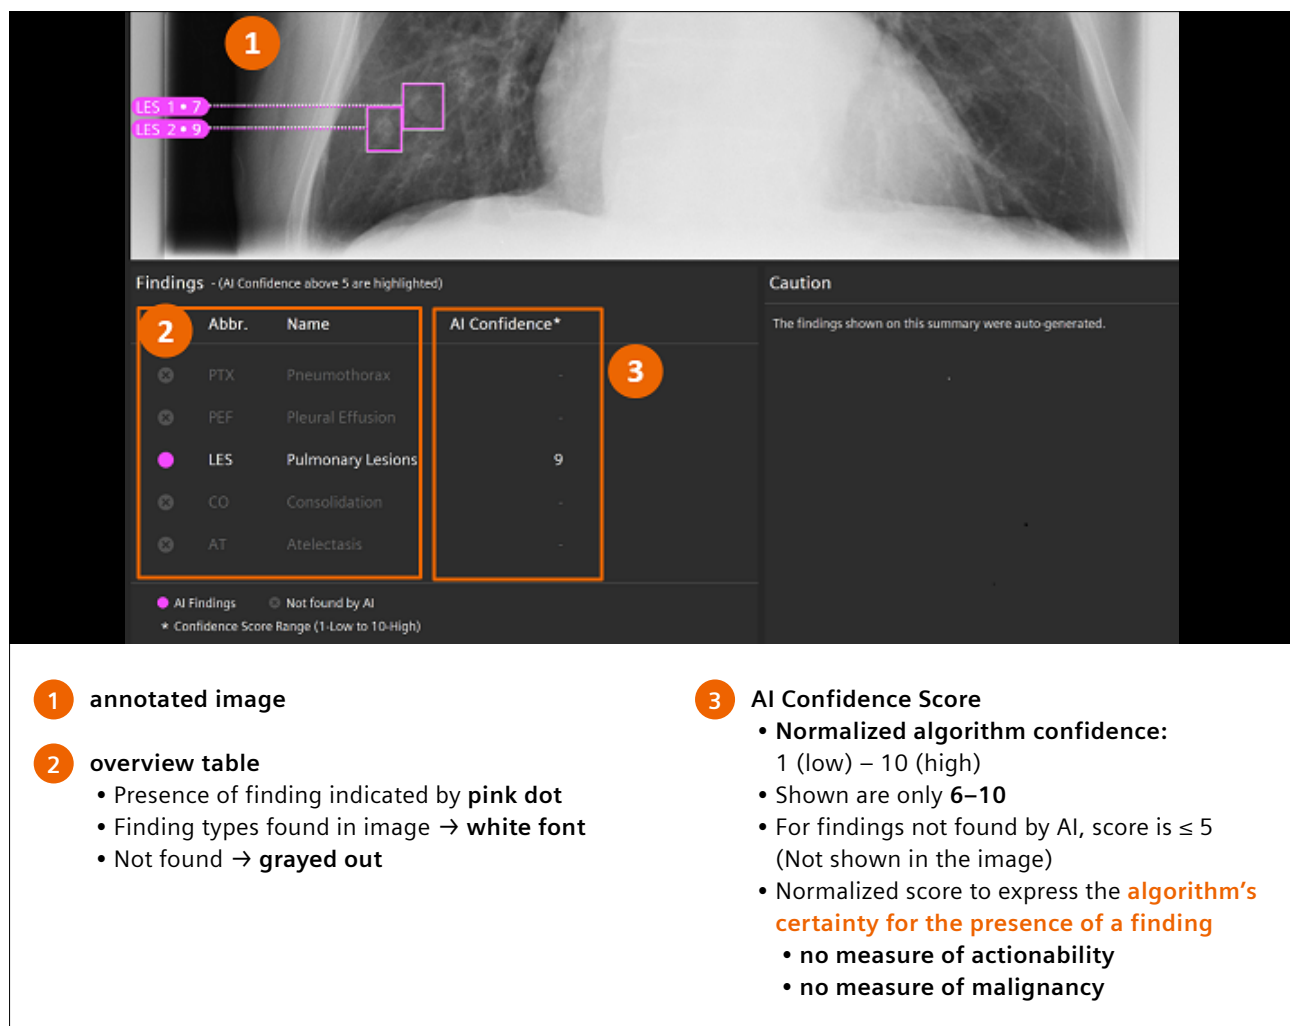 1
LES 1 • 7
LES 2 • 9
Findings - (AI Confidence above 5 are highlighted)
Caution
2
Abbr. Name AI Confidence*
The findings shown on this summary were auto-generated.
3
PTX Pneumothorax -
PEF Pleural Effusion -
LES Pulmonary Lesions 9
CO Consolidation -
AT Atelectasis -
AI Findings Not found by AI
* Confidence Score Range (1-Low to 10-High)
1 annotated image
2 overview table
• Presence of finding indicated by pink dot
• Finding types found in image → white font
• Not found → grayed out
3 AI Confidence Score
• Normalized algorithm confidence:
1 (low) – 10 (high)
• Shown are only 6–10
• For findings not found by AI, score is ≤ 5
(Not shown in the image)
• Normalized score to express the algorithm's
certainty for the presence of a finding
• no measure of actionability
• no measure of malignancy